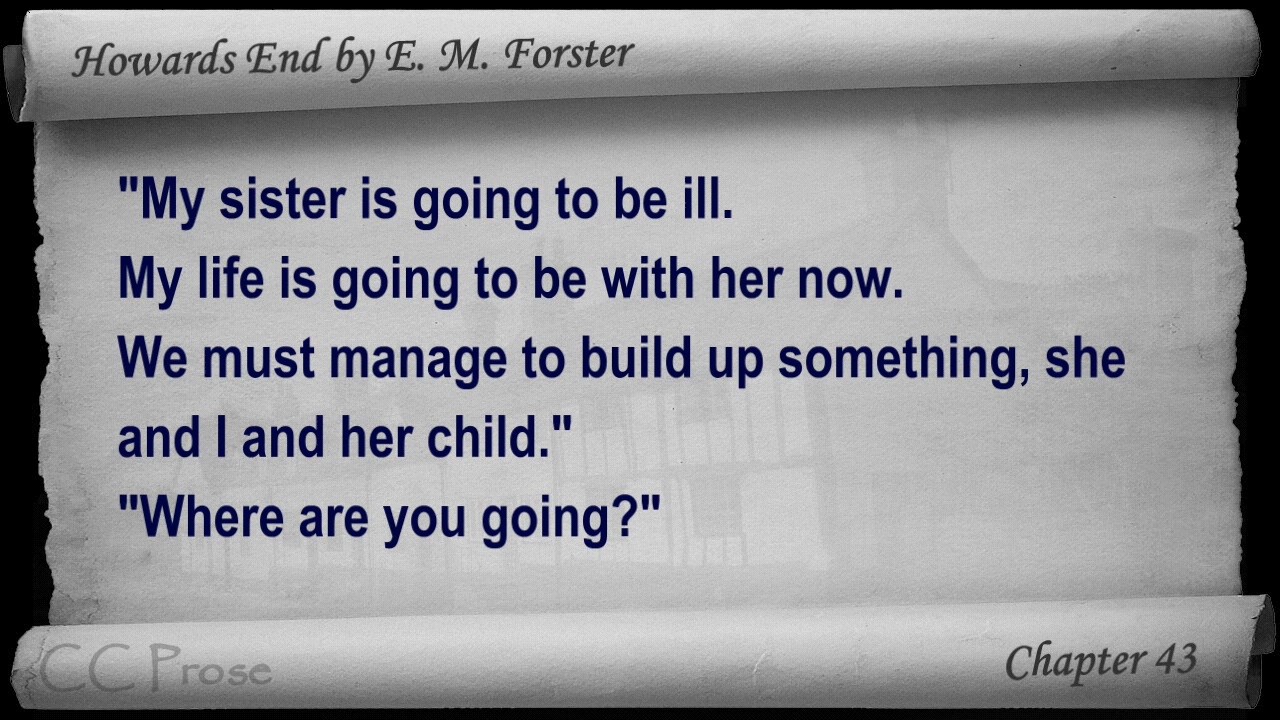 Howards End by E. M. Forster
"My sister is going to be ill.
My life is going to be with her now.
We must manage to build up something, she
and I and her child."
"Where are you going?"
CC Prose
Chapter 43